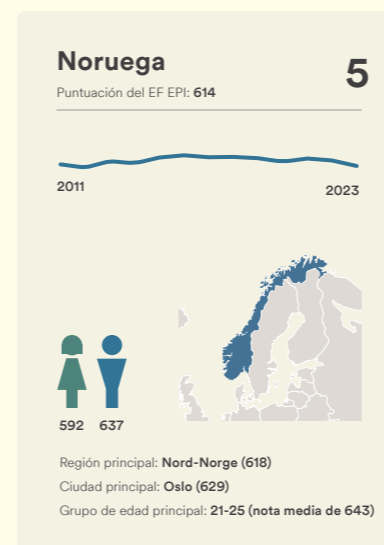 Noruega
5
Puntuación del EF EPI: 614
2011
2023
592
637
Región principal: Nord-Norge (618)
Ciudad principal: Oslo (629)
Grupo de edad principal: 21-25 (nota media de 643)